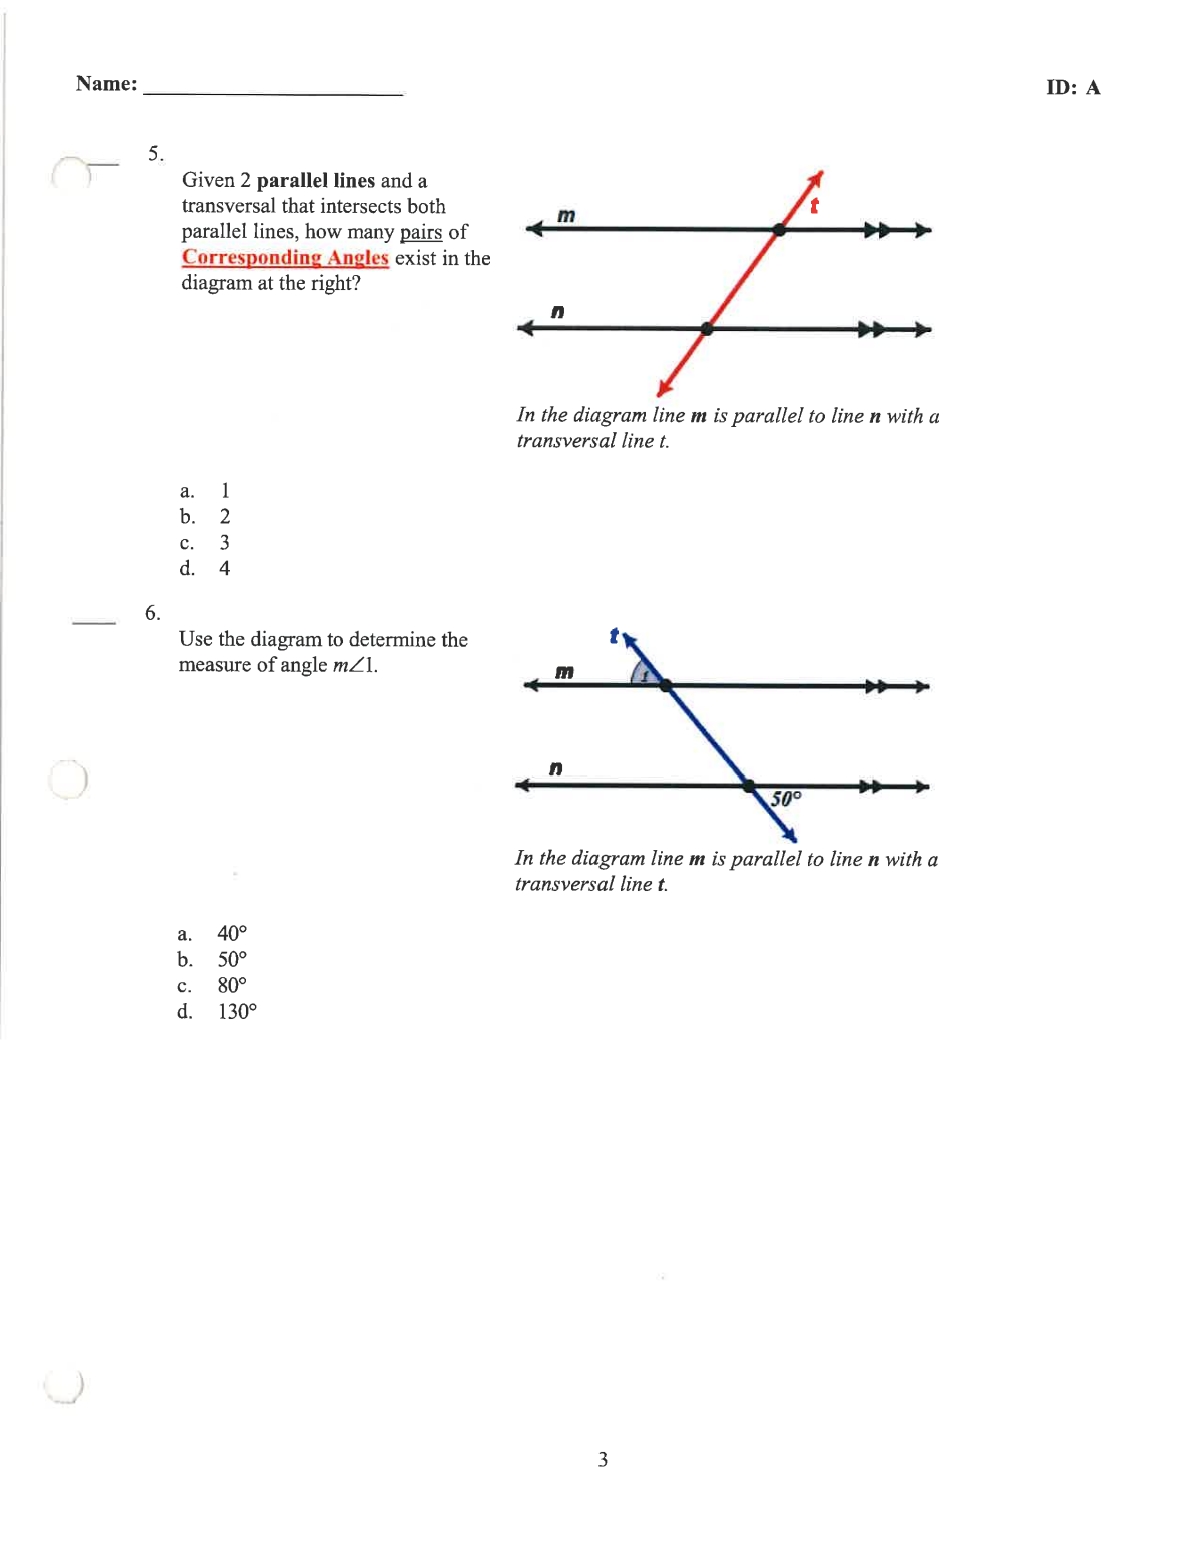 Name: ____________________ ID: A
____ 5.
Given 2 parallel lines and a
transversal that intersects both
parallel lines, how many pairs of
Corresponding Angles exist in the
diagram at the right?
t
m
n
In the diagram line m is parallel to line n with a
transversal line t.
a. 1
b. 2
c. 3
d. 4
____ 6.
Use the diagram to determine the
measure of angle m∠1.
t
m
1
n
50°
In the diagram line m is parallel to line n with a
transversal line t.
a. 40°
b. 50°
c. 80°
d. 130°
3